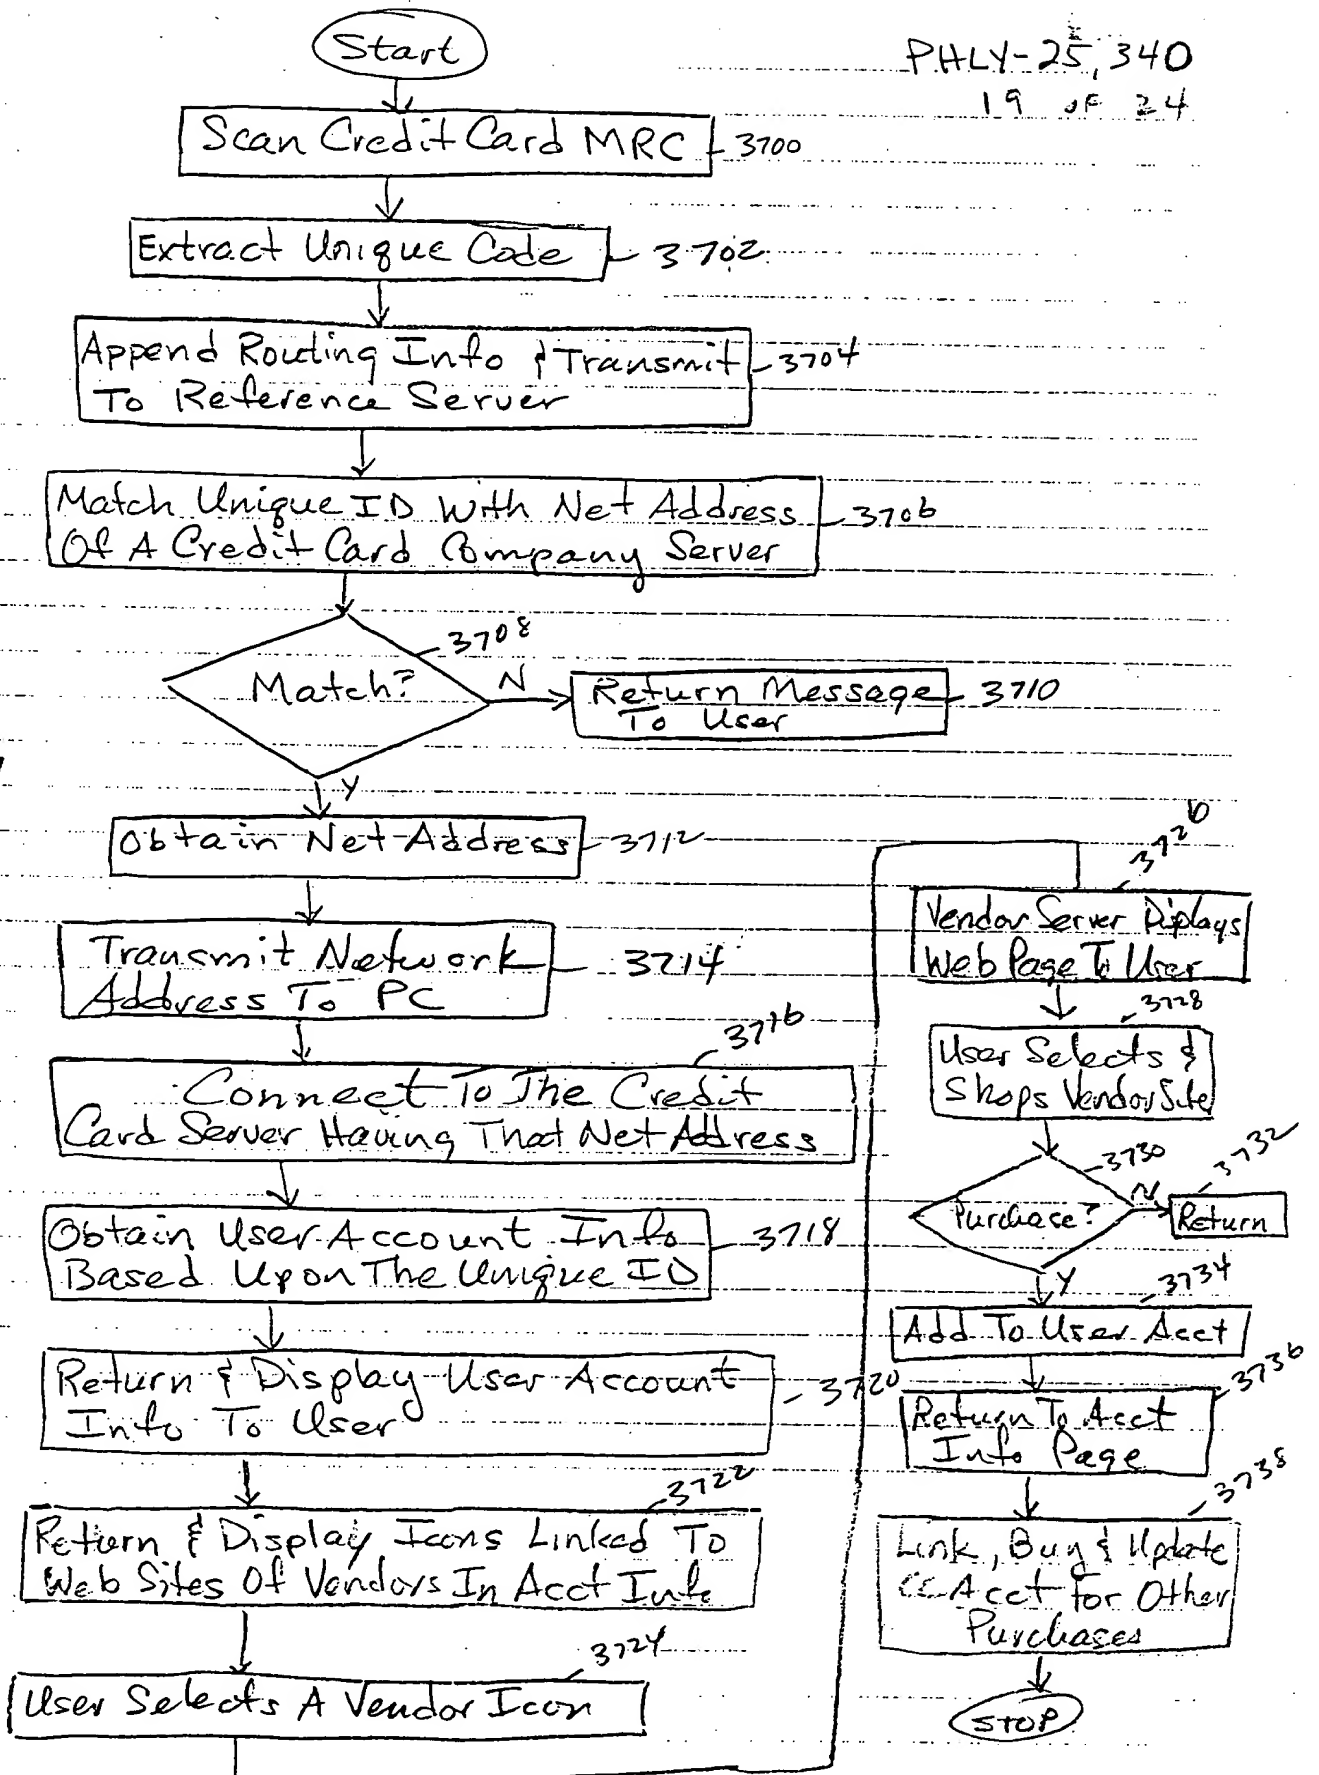 PHLY-25,340
19 OF 24
Start
Scan Credit Card MRC 3700
Extract Unique Code 3702
Append Routing Info & Transmit 3704
To Reference Server
Match Unique ID With Net Address 3706
Of A Credit Card Company Server
3708
Match?
N
Return Message 3710
To User
Y
Obtain Net Address 3712
Transmit Network 3714
Address To PC
3716
Connect To The Credit
Card Server Having That Net Address
Obtain User Account Info 3718
Based Upon The Unique ID
Return & Display User Account 3720
Info To User
3722
Return & Display Icons Linked To
Web Sites Of Vendors In Acct Info
3724
User Selects A Vendor Icon
3726
Vendor Server Diplays
Web Page To User
3728
User Selects &
Shops Vendor Site
3730
Purchase?
N
3732
Return
Y
3734
Add To User Acct
3736
Return To Acct
Info Page
3738
Link, Buy & Update
CC Acct for Other
Purchases
STOP